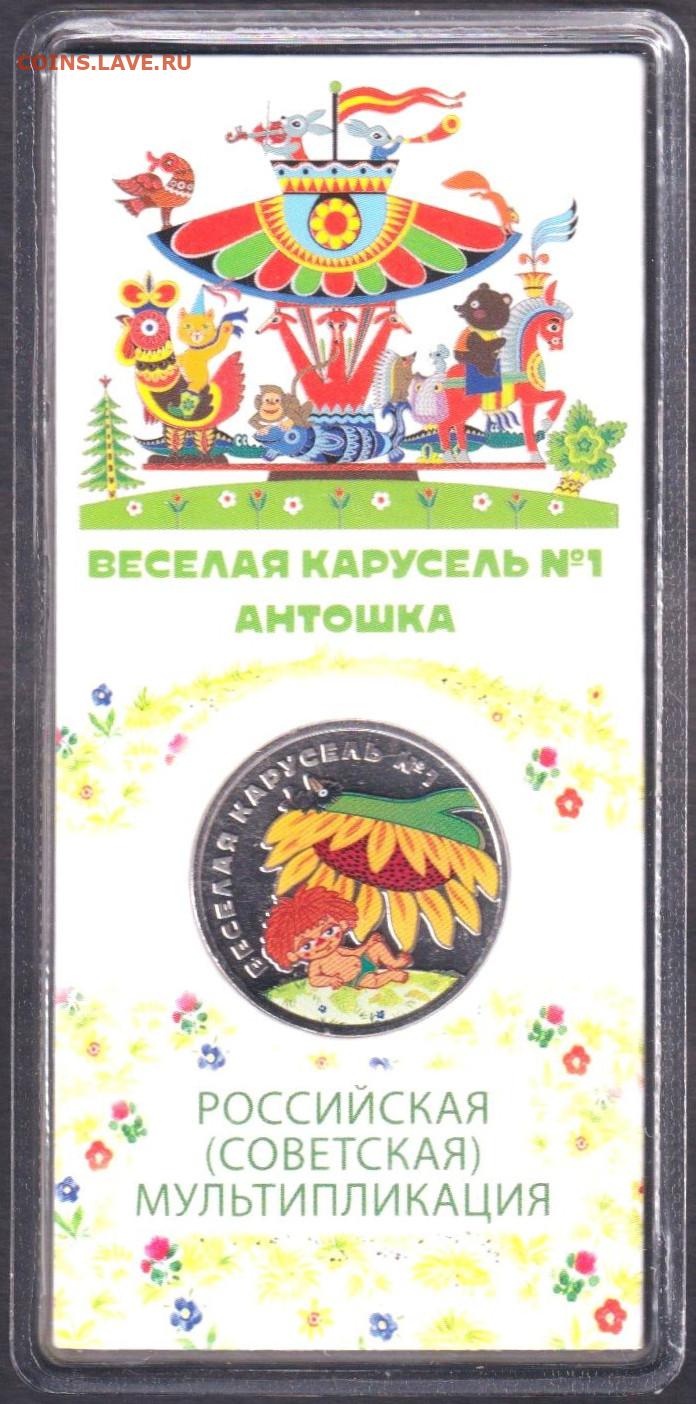 COINS.LAVE.RU
ВЕСЕЛАЯ КАРУСЕЛЬ №1
АНТОШКА
ВЕСЕЛАЯ КАРУСЕЛЬ №1
РОССИЙСКАЯ
(СОВЕТСКАЯ)
МУЛЬТИПЛИКАЦИЯ